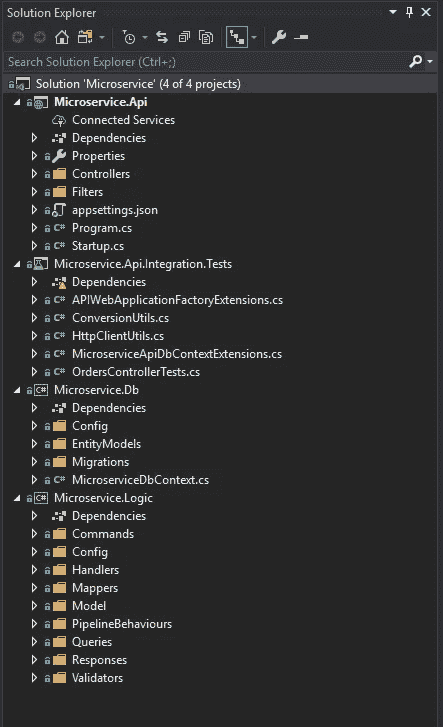 Solution Explorer
Search Solution Explorer (Ctrl+;)
Solution 'Microservice' (4 of 4 projects)
Microservice.Api
Connected Services
Dependencies
Properties
Controllers
Filters
appsettings.json
C# Program.cs
C# Startup.cs
Microservice.Api.Integration.Tests
Dependencies
C# APIWebApplicationFactoryExtensions.cs
C# ConversionUtils.cs
C# HttpClientUtils.cs
C# MicroserviceApiDbContextExtensions.cs
C# OrdersControllerTests.cs
C# Microservice.Db
Dependencies
Config
EntityModels
Migrations
C# MicroserviceDbContext.cs
C# Microservice.Logic
Dependencies
Commands
Config
Handlers
Mappers
Model
PipelineBehaviours
Queries
Responses
Validators